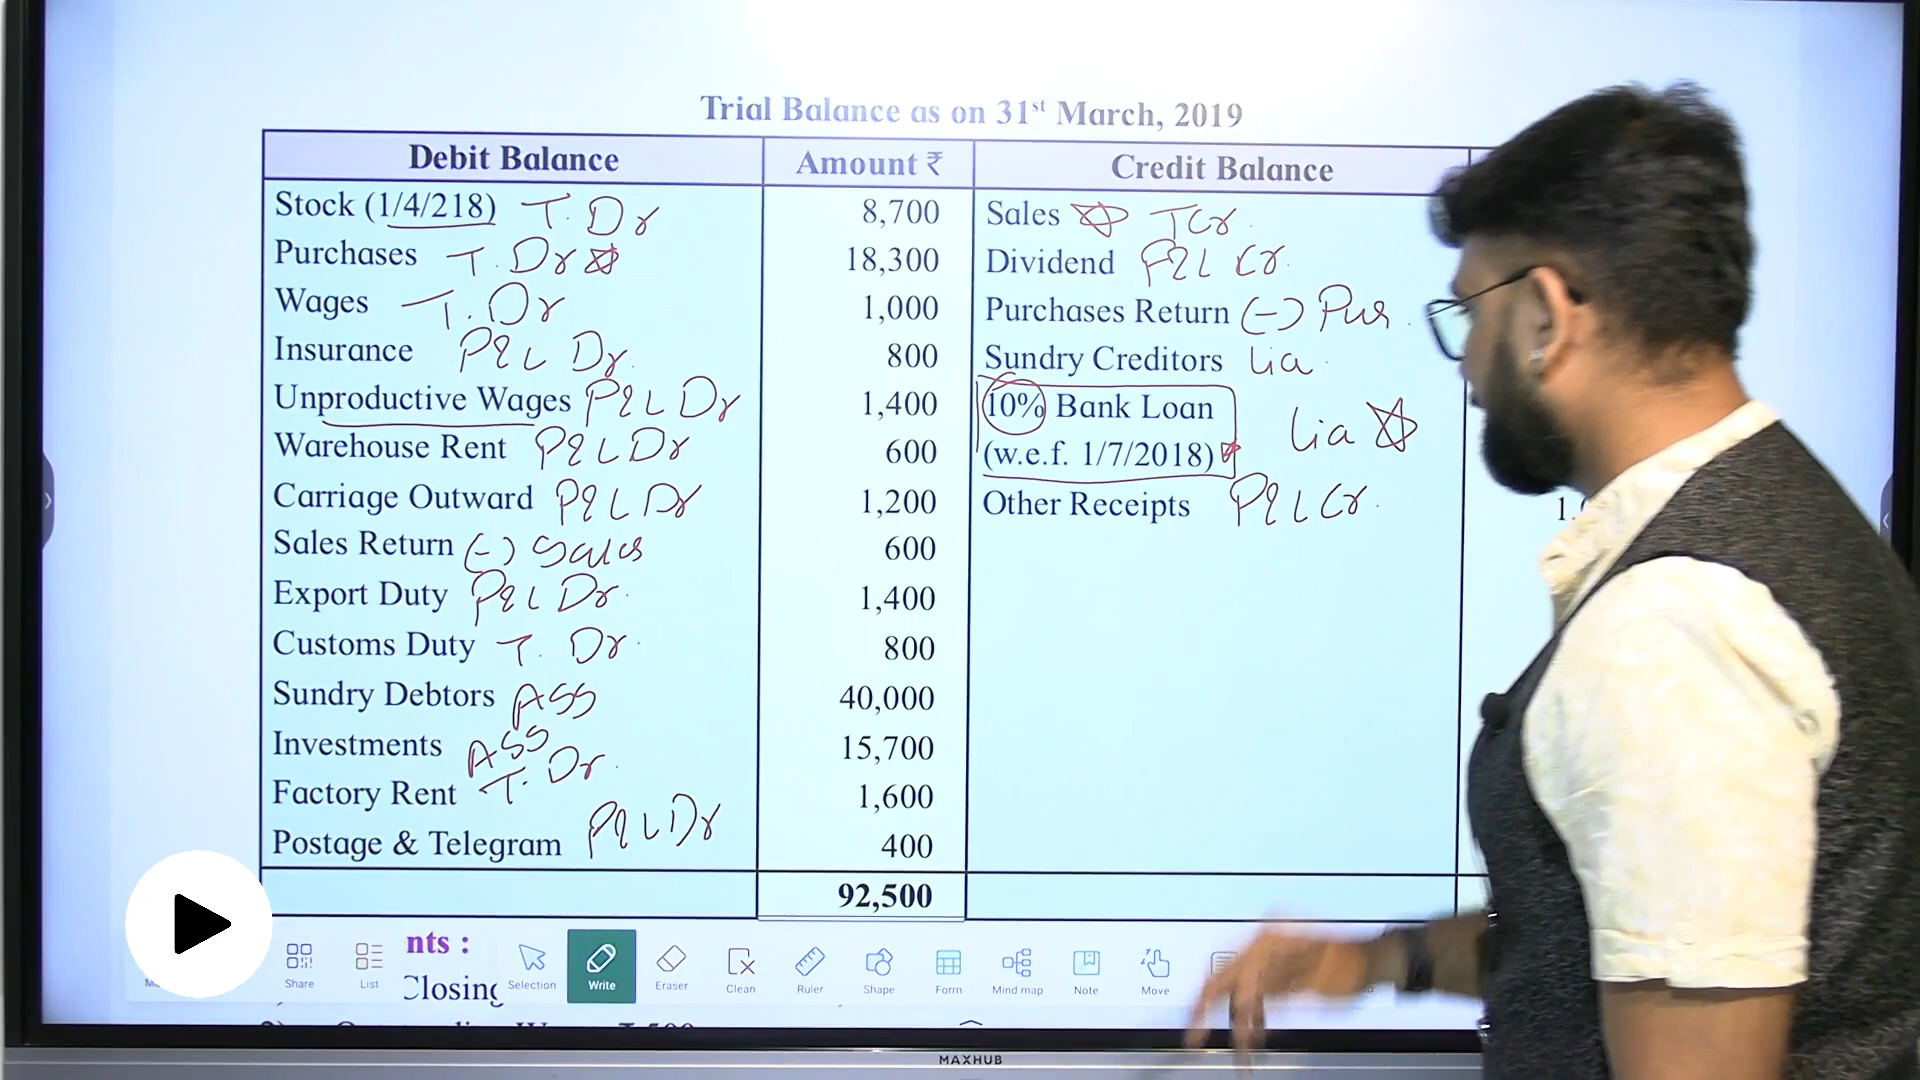 Trial Balance as on 31st March, 2019
Debit Balance Amount ₹ Credit Balance
Stock (1/4/218) T. Dr 8,700 Sales T Cr.
Purchases T. Dr 18,300 Dividend P&L Cr.
Wages T. Dr 1,000 Purchases Return (-) Pur.
Insurance P&L Dr. 800 Sundry Creditors Lia.
Unproductive Wages P&L Dr 1,400 10% Bank Loan Lia
Warehouse Rent P&L Dr 600 (w.e.f. 1/7/2018)
Carriage Outward P&L Dr 1,200 Other Receipts P&L Cr.
Sales Return (-) Sales 600
Export Duty P&L Dr. 1,400
Customs Duty T. Dr. 800
Sundry Debtors ASS 40,000
Investments ASS 15,700
Factory Rent T. Dr. 1,600
Postage & Telegram P&L Dr 400
92,500
nts :
Closing
Share List Selection Write Eraser Clean Ruler Shape Form Mind map Note Move
MAXHUB